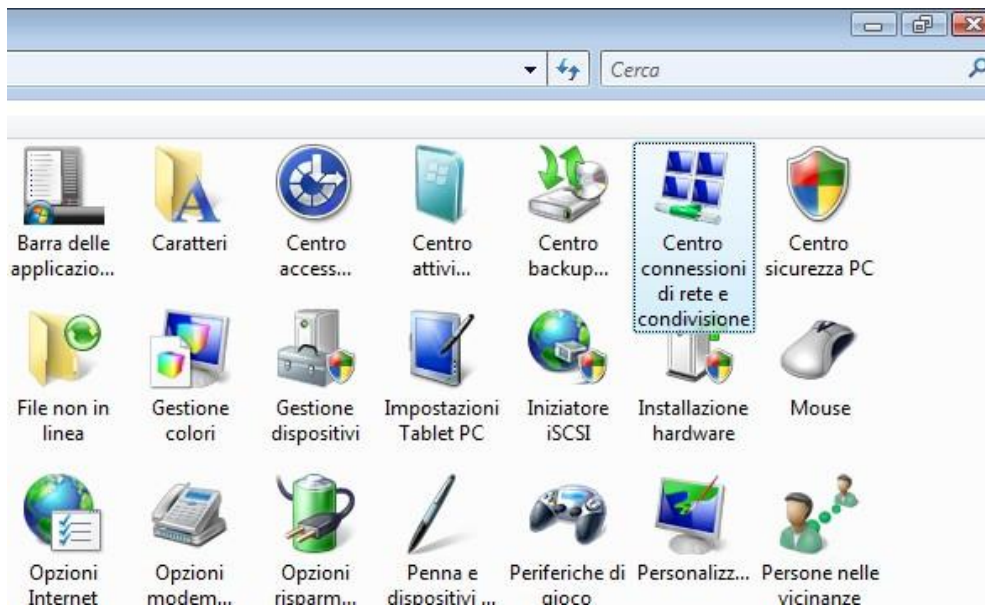 Cerca
Barra delle
applicazio...
Caratteri
Centro
access...
Centro
attivi...
Centro
backup...
Centro
connessioni
di rete e
condivisione
Centro
sicurezza PC
File non in
linea
Gestione
colori
Gestione
dispositivi
Impostazioni
Tablet PC
Iniziatore
iSCSI
Installazione
hardware
Mouse
Opzioni
Internet
Opzioni
modem...
Opzioni
risparm...
Penna e
dispositivi ...
Periferiche di
gioco
Personalizz...
Persone nelle
vicinanze